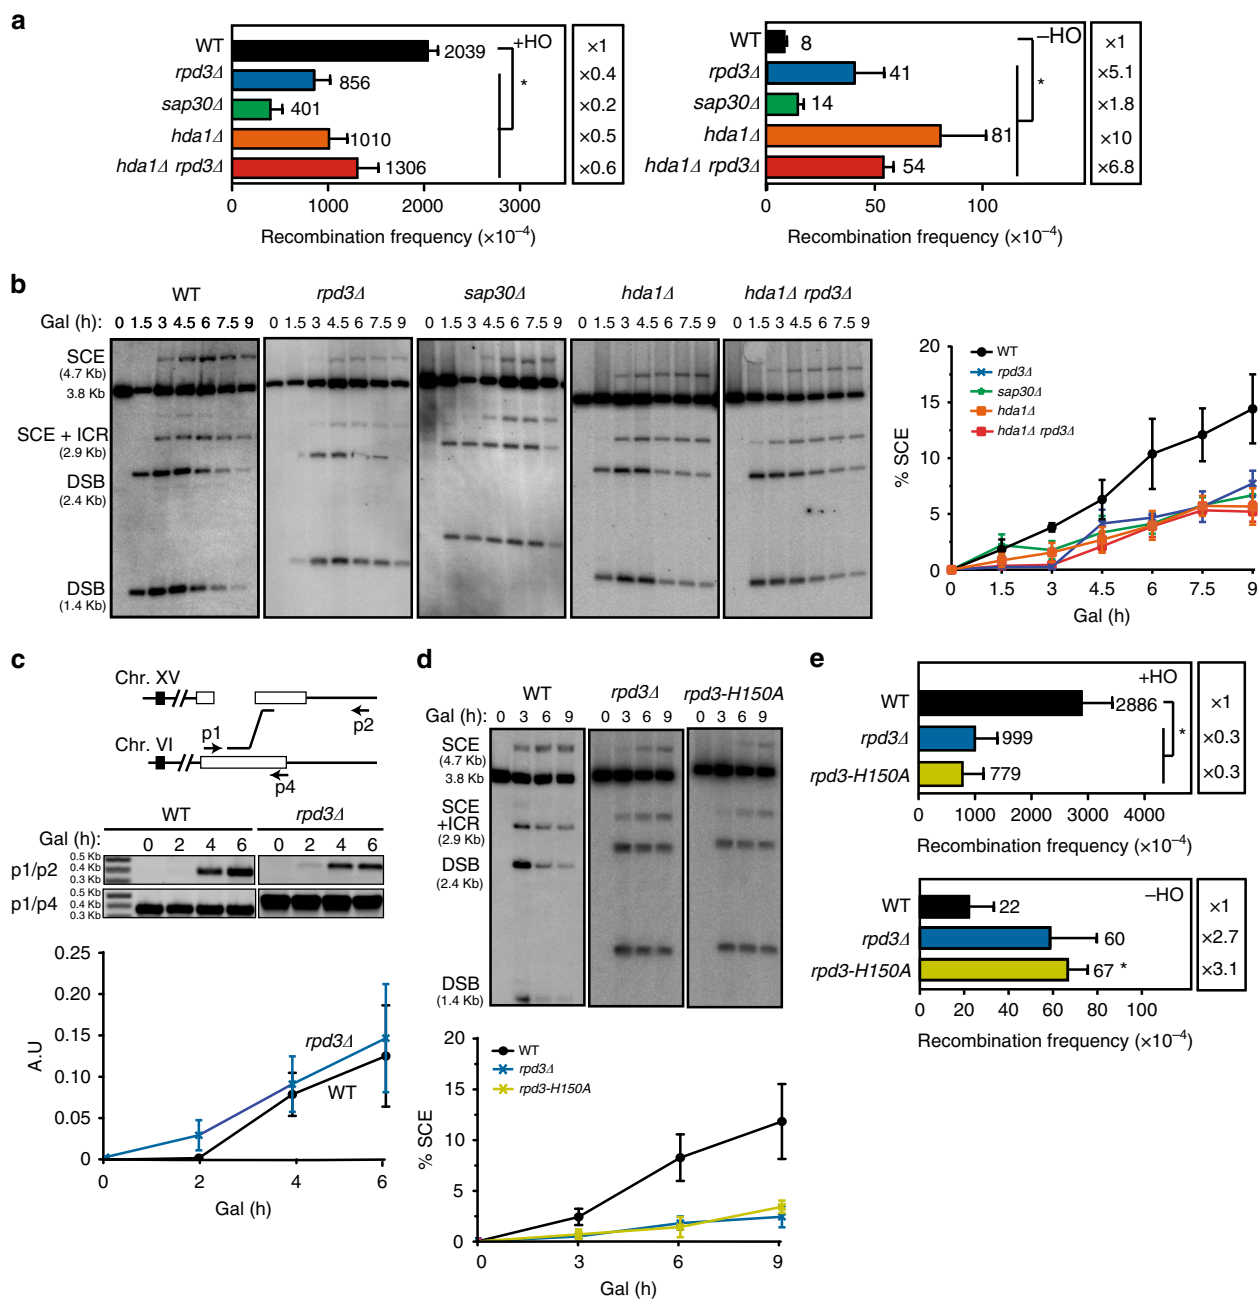 a
WT
rpd3Δ
sap30Δ
hda1Δ
hda1Δ rpd3Δ
2039
856
401
1010
1306
+HO
*
×1
×0.4
×0.2
×0.5
×0.6
0 1000 2000 3000
Recombination frequency (×10⁻⁴)
WT
rpd3Δ
sap30Δ
hda1Δ
hda1Δ rpd3Δ
8
41
14
81
54
–HO
*
×1
×5.1
×1.8
×10
×6.8
0 50 100
Recombination frequency (×10⁻⁴)
b
WT rpd3Δ sap30Δ hda1Δ hda1Δ rpd3Δ
Gal (h): 0 1.5 3 4.5 6 7.5 9 0 1.5 3 4.5 6 7.5 9 0 1.5 3 4.5 6 7.5 9 0 1.5 3 4.5 6 7.5 9 0 1.5 3 4.5 6 7.5 9
SCE
(4.7 Kb)
3.8 Kb
SCE + ICR
(2.9 Kb)
DSB
(2.4 Kb)
DSB
(1.4 Kb)
20
15
10
5
0
% SCE
WT
rpd3Δ
sap30Δ
hda1Δ
hda1Δ rpd3Δ
0 1.5 3 4.5 6 7.5 9
Gal (h)
c
Chr. XV
p2
p1
Chr. VI
p4
WT rpd3Δ
Gal (h): 0 2 4 6 0 2 4 6
p1/p2
0.5 Kb
0.4 Kb
0.3 Kb
p1/p4
0.5 Kb
0.4 Kb
0.3 Kb
0.25
0.20
0.15
0.10
0.05
0
A.U
rpd3Δ
WT
0 2 4 6
Gal (h)
d
WT rpd3Δ rpd3-H150A
Gal (h): 0 3 6 9 0 3 6 9 0 3 6 9
SCE
(4.7 Kb)
3.8 Kb
SCE
+ICR
(2.9 Kb)
DSB
(2.4 Kb)
DSB
(1.4 Kb)
20
15
10
5
0
% SCE
WT
rpd3Δ
rpd3-H150A
0 3 6 9
Gal (h)
e
WT
rpd3Δ
rpd3-H150A
2886
999
779
+HO
*
×1
×0.3
×0.3
0 1000 2000 4000
Recombination frequency (×10⁻⁴)
WT
rpd3Δ
rpd3-H150A
22
60
67 *
–HO
×1
×2.7
×3.1
0 20 40 60 80 100
Recombination frequency (×10⁻⁴)